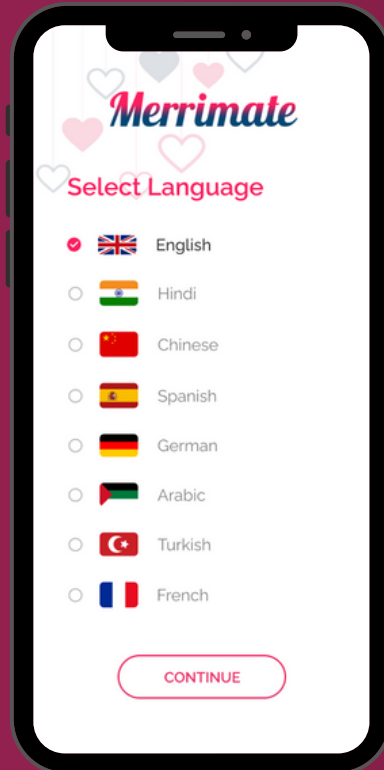 Merrimate
Select Language
English
Hindi
Chinese
Spanish
German
Arabic
Turkish
French
CONTINUE